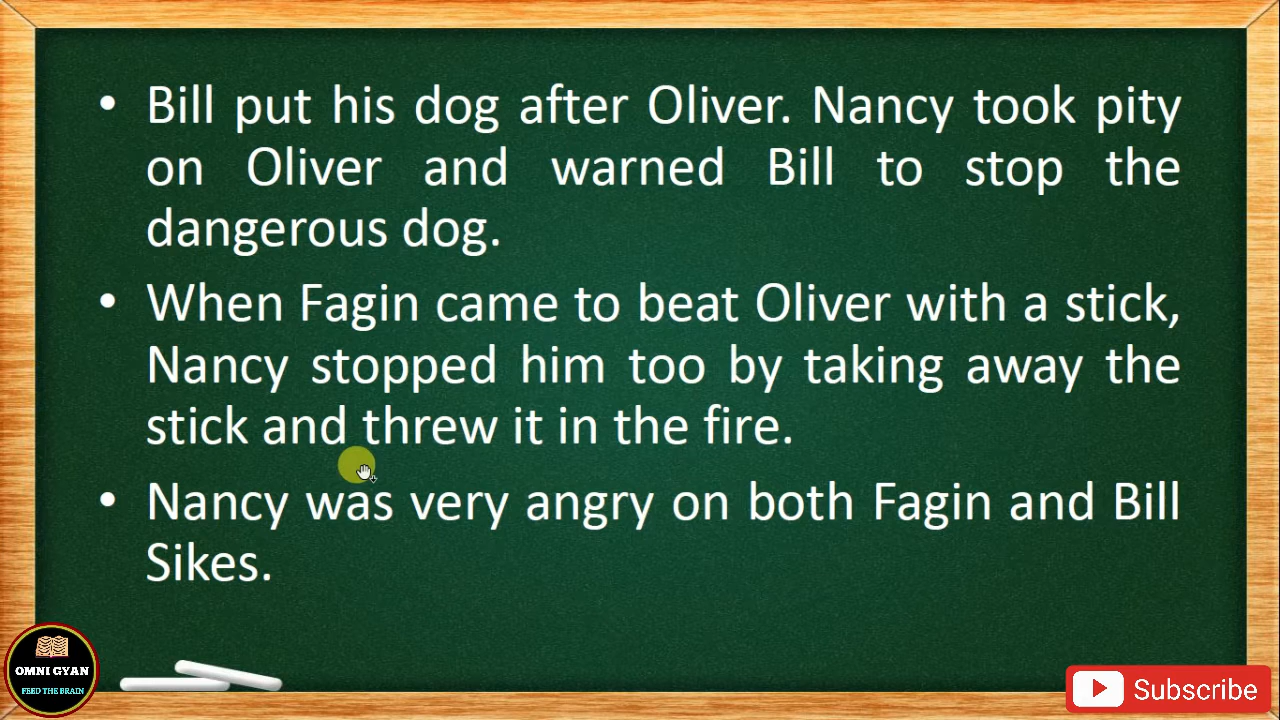 • Bill put his dog after Oliver. Nancy took pity
on Oliver and warned Bill to stop the
dangerous dog.
• When Fagin came to beat Oliver with a stick,
Nancy stopped him too by taking away the
stick and threw it in the fire.
• Nancy was very angry on both Fagin and Bill
Sikes.
OMNI GYAN
FEED THE BRAIN
Subscribe